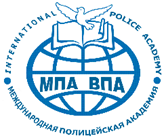 INTERNATIONAL POLICE ACADEMY
МПА ВПА
МЕЖДУНАРОДНАЯ ПОЛИЦЕЙСКАЯ АКАДЕМИЯ